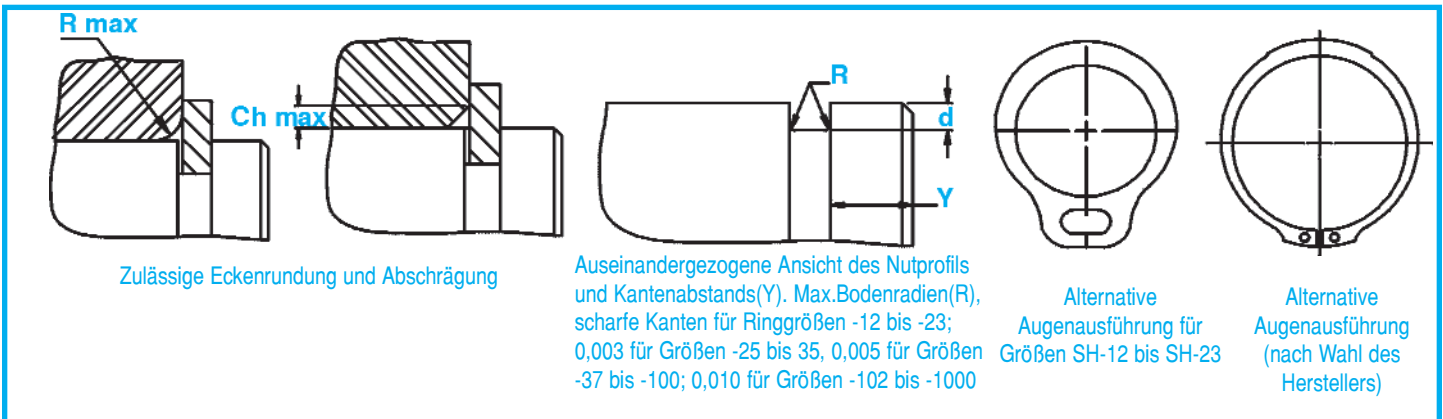 R max
Ch max
R
d
Y
Zulässige Eckenrundung und Abschrägung
Auseinandergezogene Ansicht des Nutprofils
und Kantenabstands(Y). Max.Bodenradien(R),
scharfe Kanten für Ringgrößen -12 bis -23;
0,003 für Größen -25 bis 35, 0,005 für Größen
-37 bis -100; 0,010 für Größen -102 bis -1000
Alternative
Augenausführung für
Größen SH-12 bis SH-23
Alternative
Augenausführung
(nach Wahl des
Herstellers)